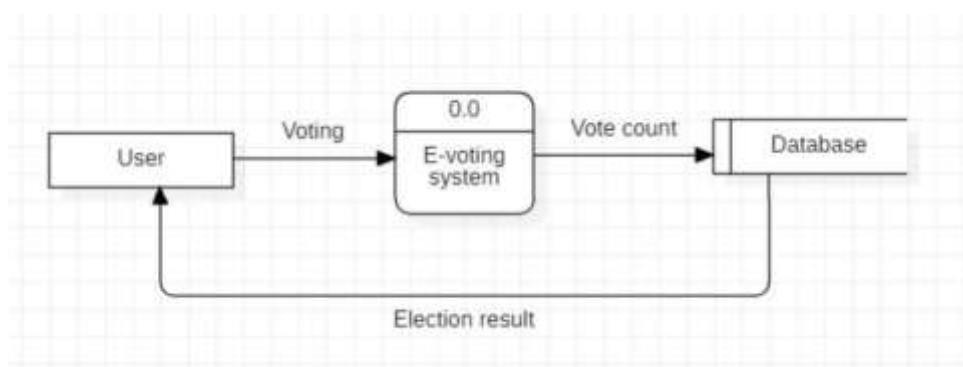 0.0
Voting
Vote count
User
E-voting
system
Database
Election result